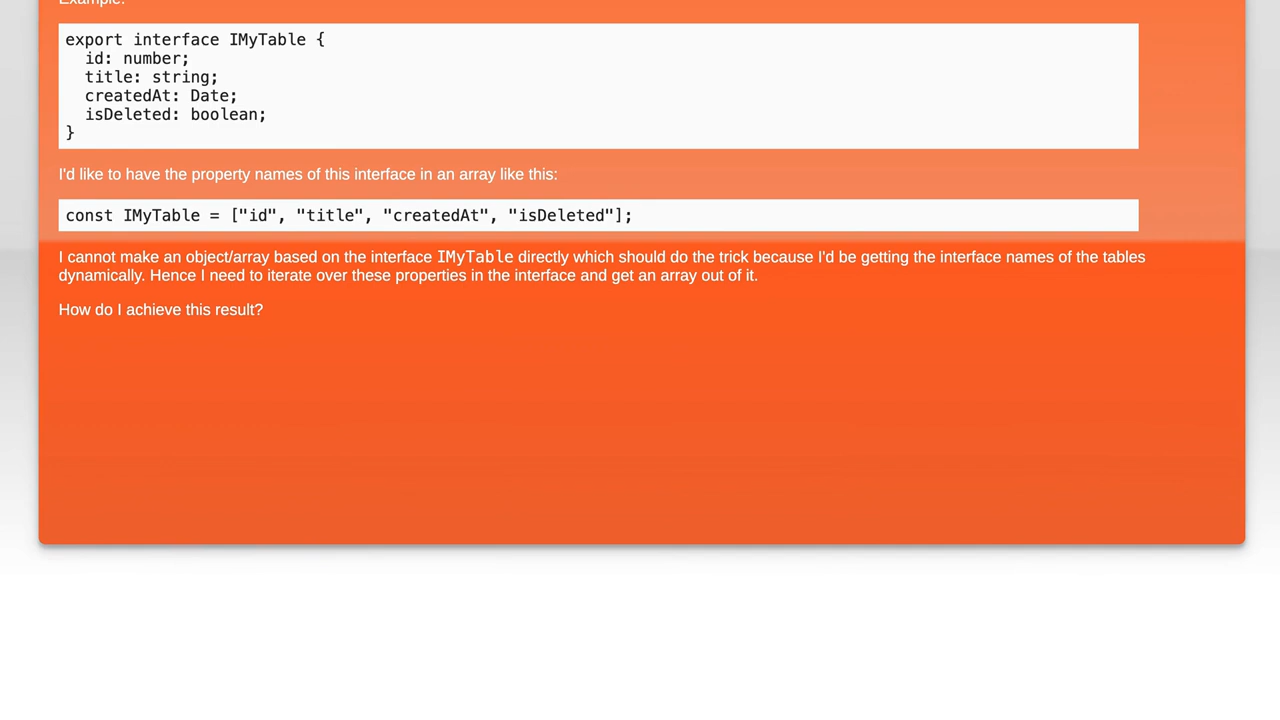 Example:
export interface IMyTable {
  id: number;
  title: string;
  createdAt: Date;
  isDeleted: boolean;
}
I'd like to have the property names of this interface in an array like this:
const IMyTable = ["id", "title", "createdAt", "isDeleted"];
I cannot make an object/array based on the interface IMyTable directly which should do the trick because I'd be getting the interface names of the tables
dynamically. Hence I need to iterate over these properties in the interface and get an array out of it.
How do I achieve this result?